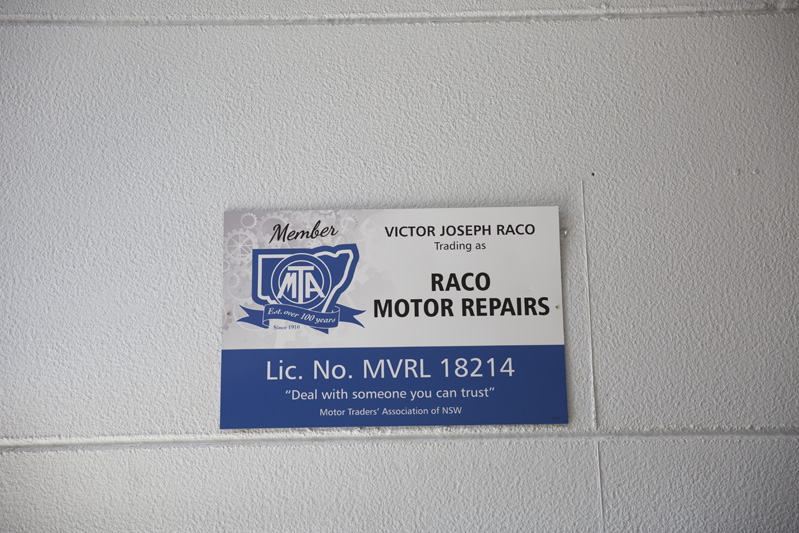 Member
MTA
Est. over 100 years
Since 1910
VICTOR JOSEPH RACO
Trading as
RACO
MOTOR REPAIRS
Lic. No. MVRL 18214
“Deal with someone you can trust”
Motor Traders’ Association of NSW